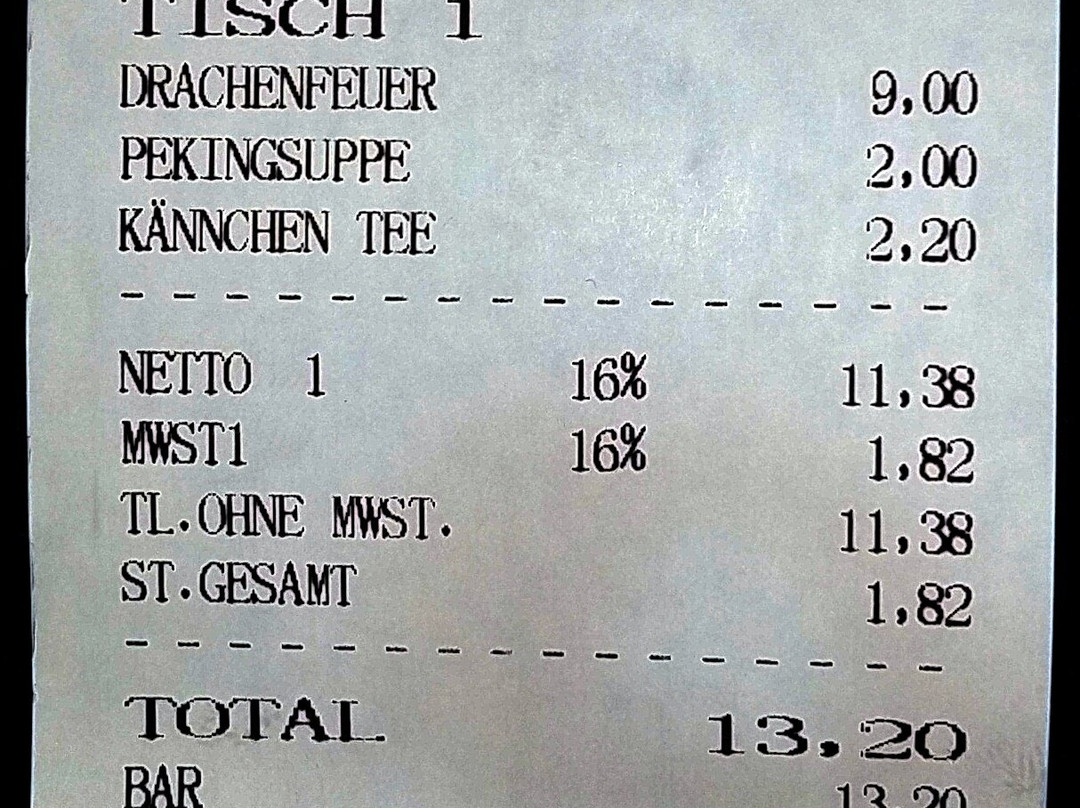 TISCH 1
DRACHENFEUER 9,00
PEKINGSUPPE 2,00
KÄNNCHEN TEE 2,20
- - - - - - - - - - - - - - - -
NETTO 1 16% 11,38
MWST1 16% 1,82
TL.OHNE MWST. 11,38
ST.GESAMT 1,82
- - - - - - - - - - - - - - - -
TOTAL 13,20
BAR 13,20